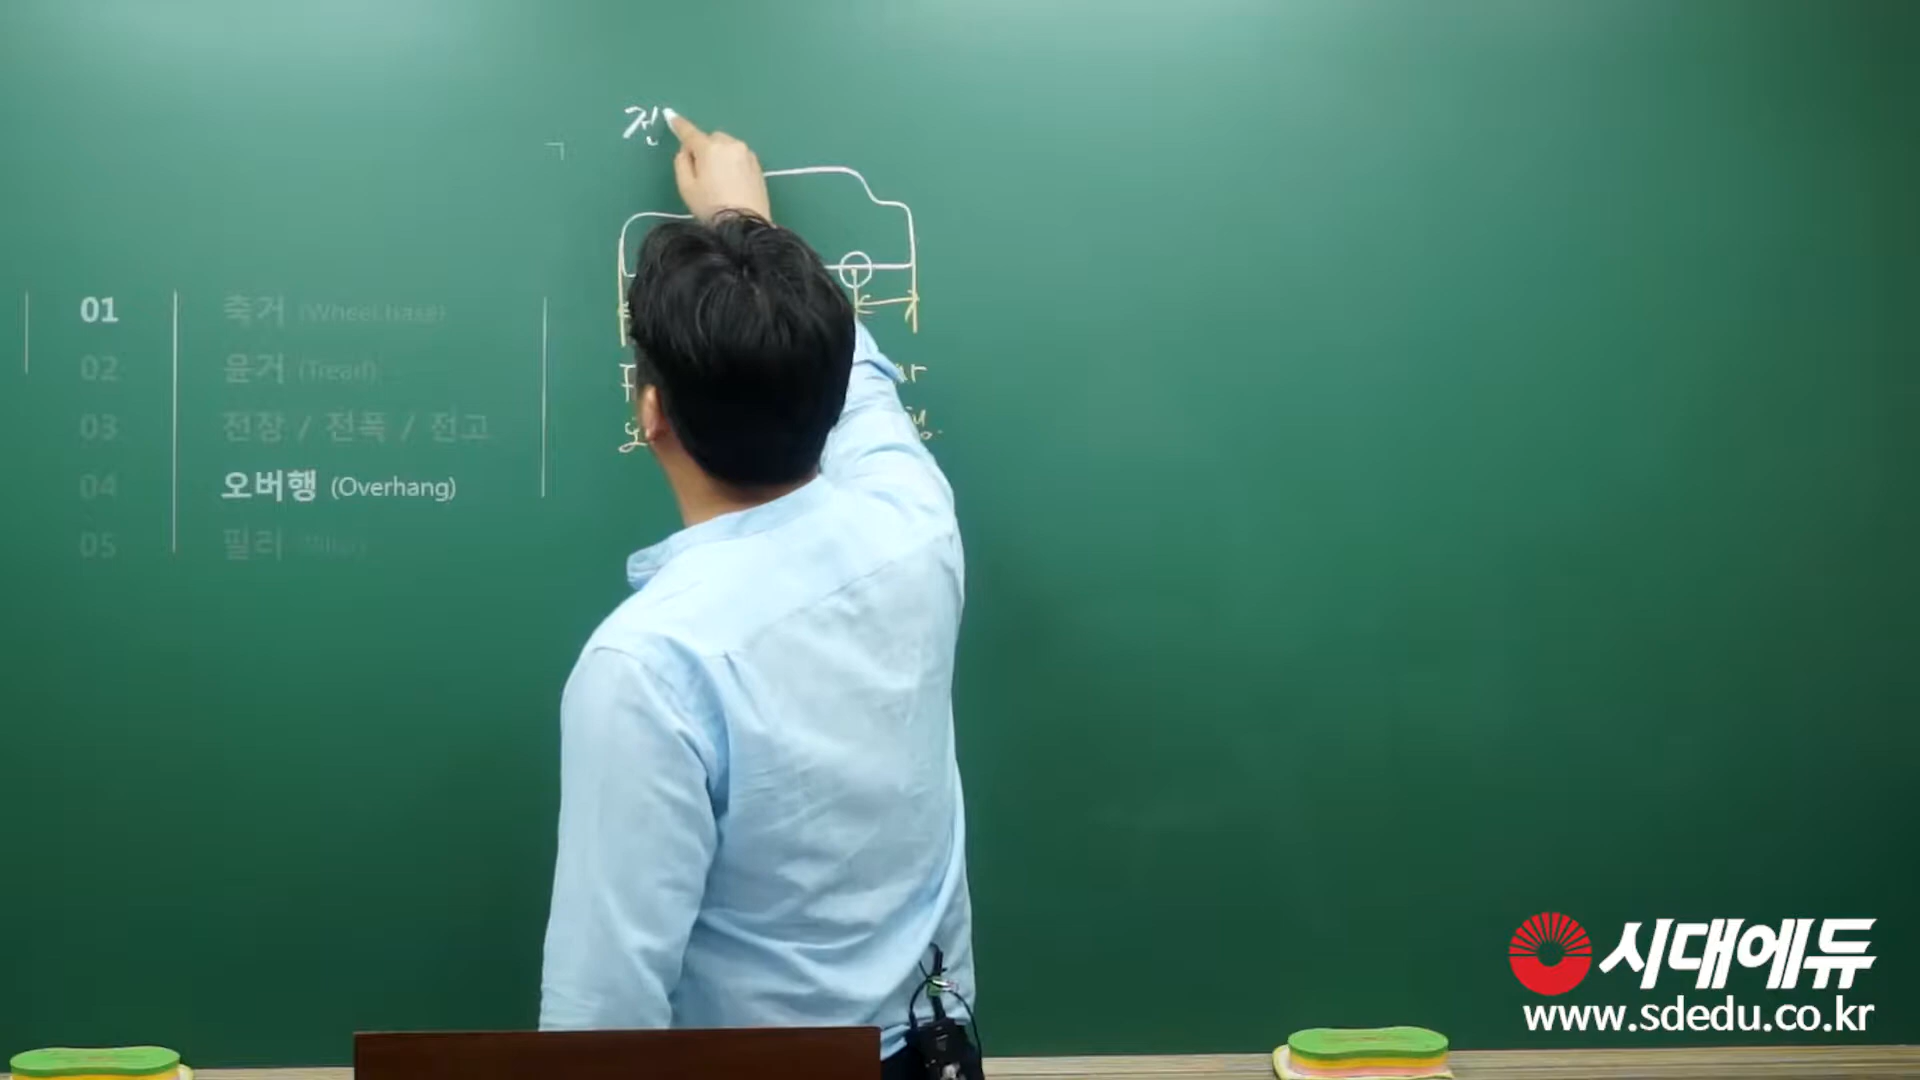 전
01 축거 (Wheel Base)
02 윤거 (Tread)
03 전장 / 전폭 / 전고
04 오버행 (Overhang)
05 필러
시대에듀
www.sdedu.co.kr